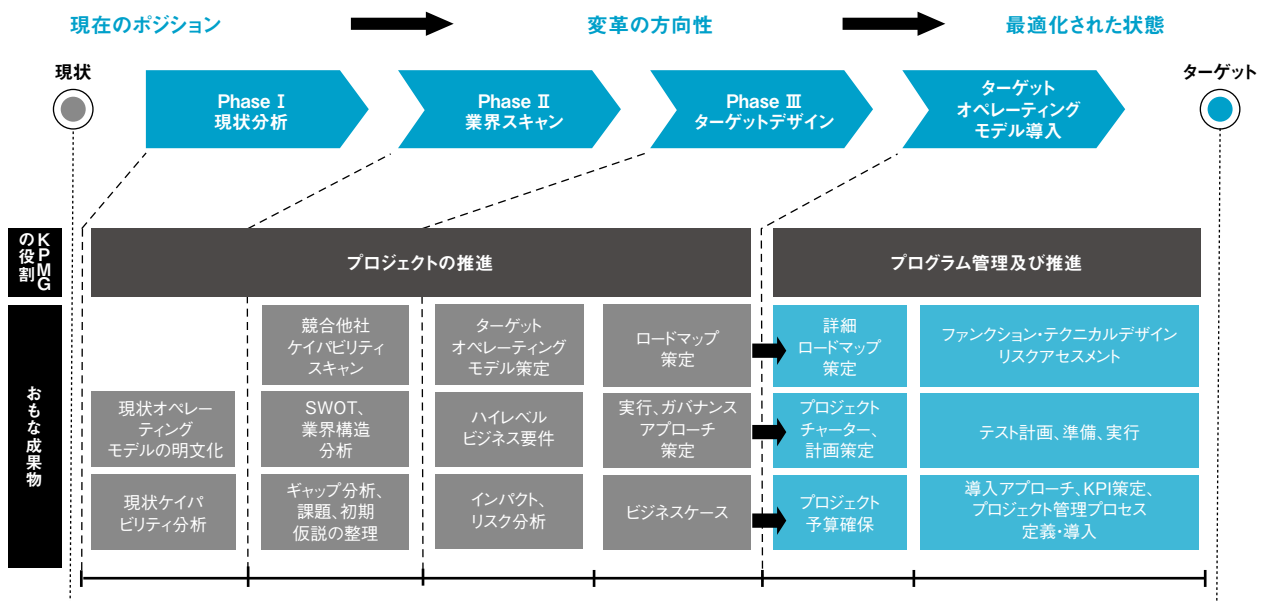 現在のポジション
変革の方向性
最適化された状態
現状
ターゲット
Phase Ⅰ
現状分析
Phase Ⅱ
業界スキャン
Phase Ⅲ
ターゲットデザイン
ターゲット
オペレーティング
モデル導入
KPMG
の役割
プロジェクトの推進
プログラム管理及び推進
おもな成果物
競合他社
ケイパビリティ
スキャン
ターゲット
オペレーティング
モデル策定
ロードマップ
策定
詳細
ロードマップ
策定
ファンクション・テクニカルデザイン
リスクアセスメント
現状オペレー
ティング
モデルの明文化
SWOT、
業界構造
分析
ハイレベル
ビジネス要件
実行、ガバナンス
アプローチ
策定
プロジェクト
チャーター、
計画策定
テスト計画、準備、実行
現状ケイパ
ビリティ分析
ギャップ分析、
課題、初期
仮説の整理
インパクト、
リスク分析
ビジネスケース
プロジェクト
予算確保
導入アプローチ、KPI策定、
プロジェクト管理プロセス
定義・導入